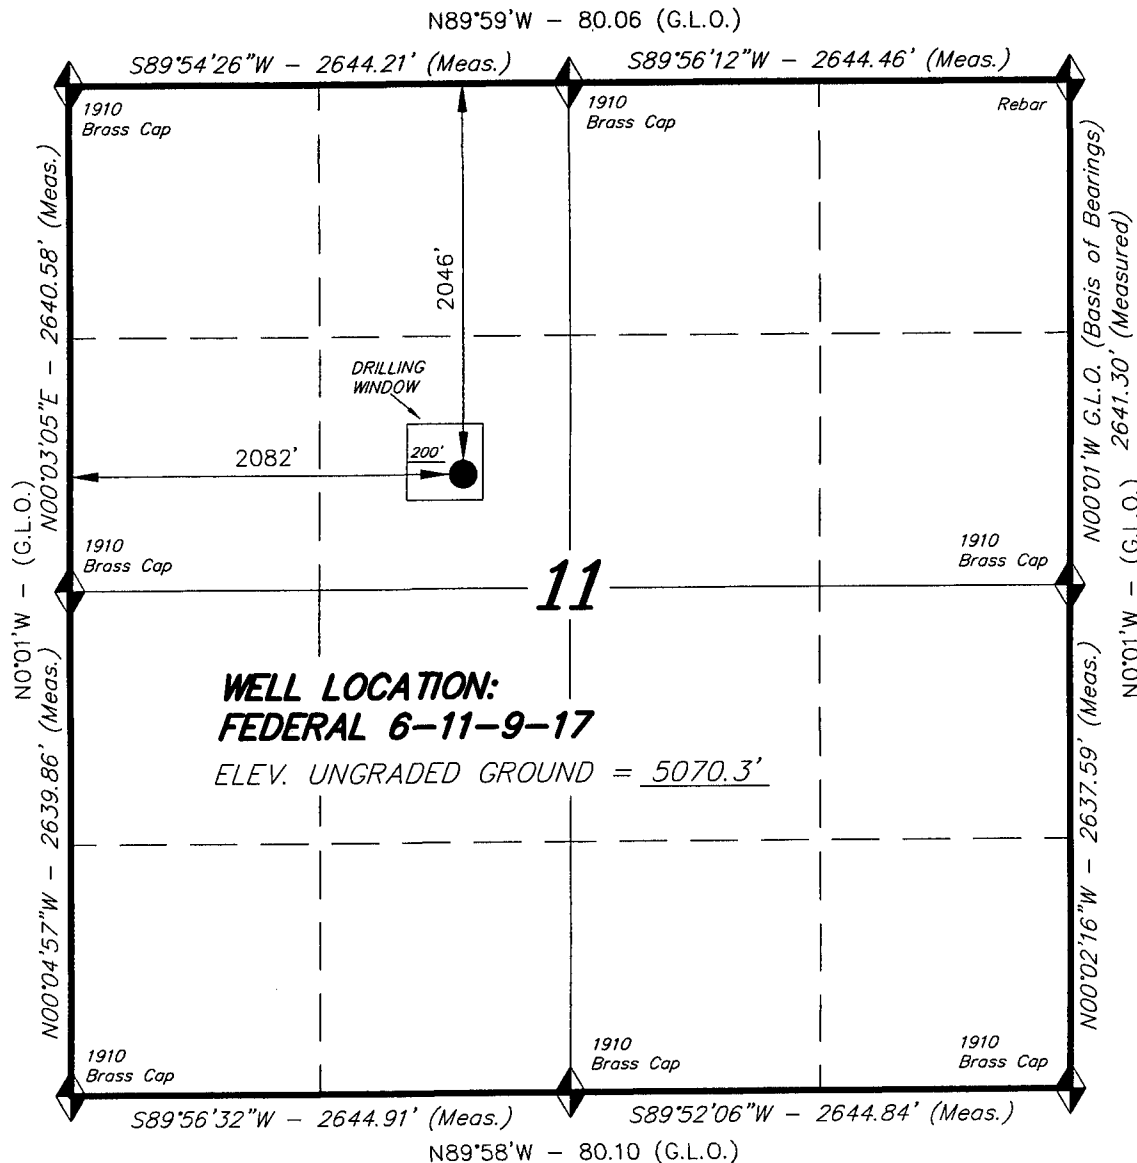 N89°59'W – 80.06 (G.L.O.)
S89°54'26"W – 2644.21' (Meas.)
S89°56'12"W – 2644.46' (Meas.)
1910
Brass Cap
1910
Brass Cap
Rebar
N00°03'05"E – 2640.58' (Meas.)
N0°01'W – (G.L.O.)
2046'
DRILLING
WINDOW
200'
2082'
N00°01'W G.L.O. (Basis of Bearings)
2641.30' (Measured)
N0°01'W – (G.L.O.)
1910
Brass Cap
1910
Brass Cap
11
WELL LOCATION:
FEDERAL 6–11–9–17
ELEV. UNGRADED GROUND = 5070.3'
N00°04'57"W – 2639.86' (Meas.)
N00°02'16"W – 2637.59' (Meas.)
1910
Brass Cap
1910
Brass Cap
1910
Brass Cap
S89°56'32"W – 2644.91' (Meas.)
S89°52'06"W – 2644.84' (Meas.)
N89°58'W – 80.10 (G.L.O.)